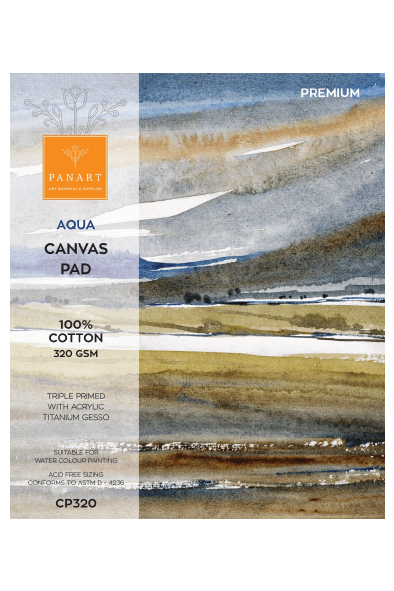 PREMIUM
PANART
ART MATERIAL & SUPPLIES
AQUA
CANVAS
PAD
100%
COTTON
320 GSM
TRIPLE PRIMED
WITH ACRYLIC
TITANIUM GESSO
SUITABLE FOR
WATER COLOUR PAINTING
ACID FREE SIZING
CONFORMS TO ASTM D - 4236
CP320